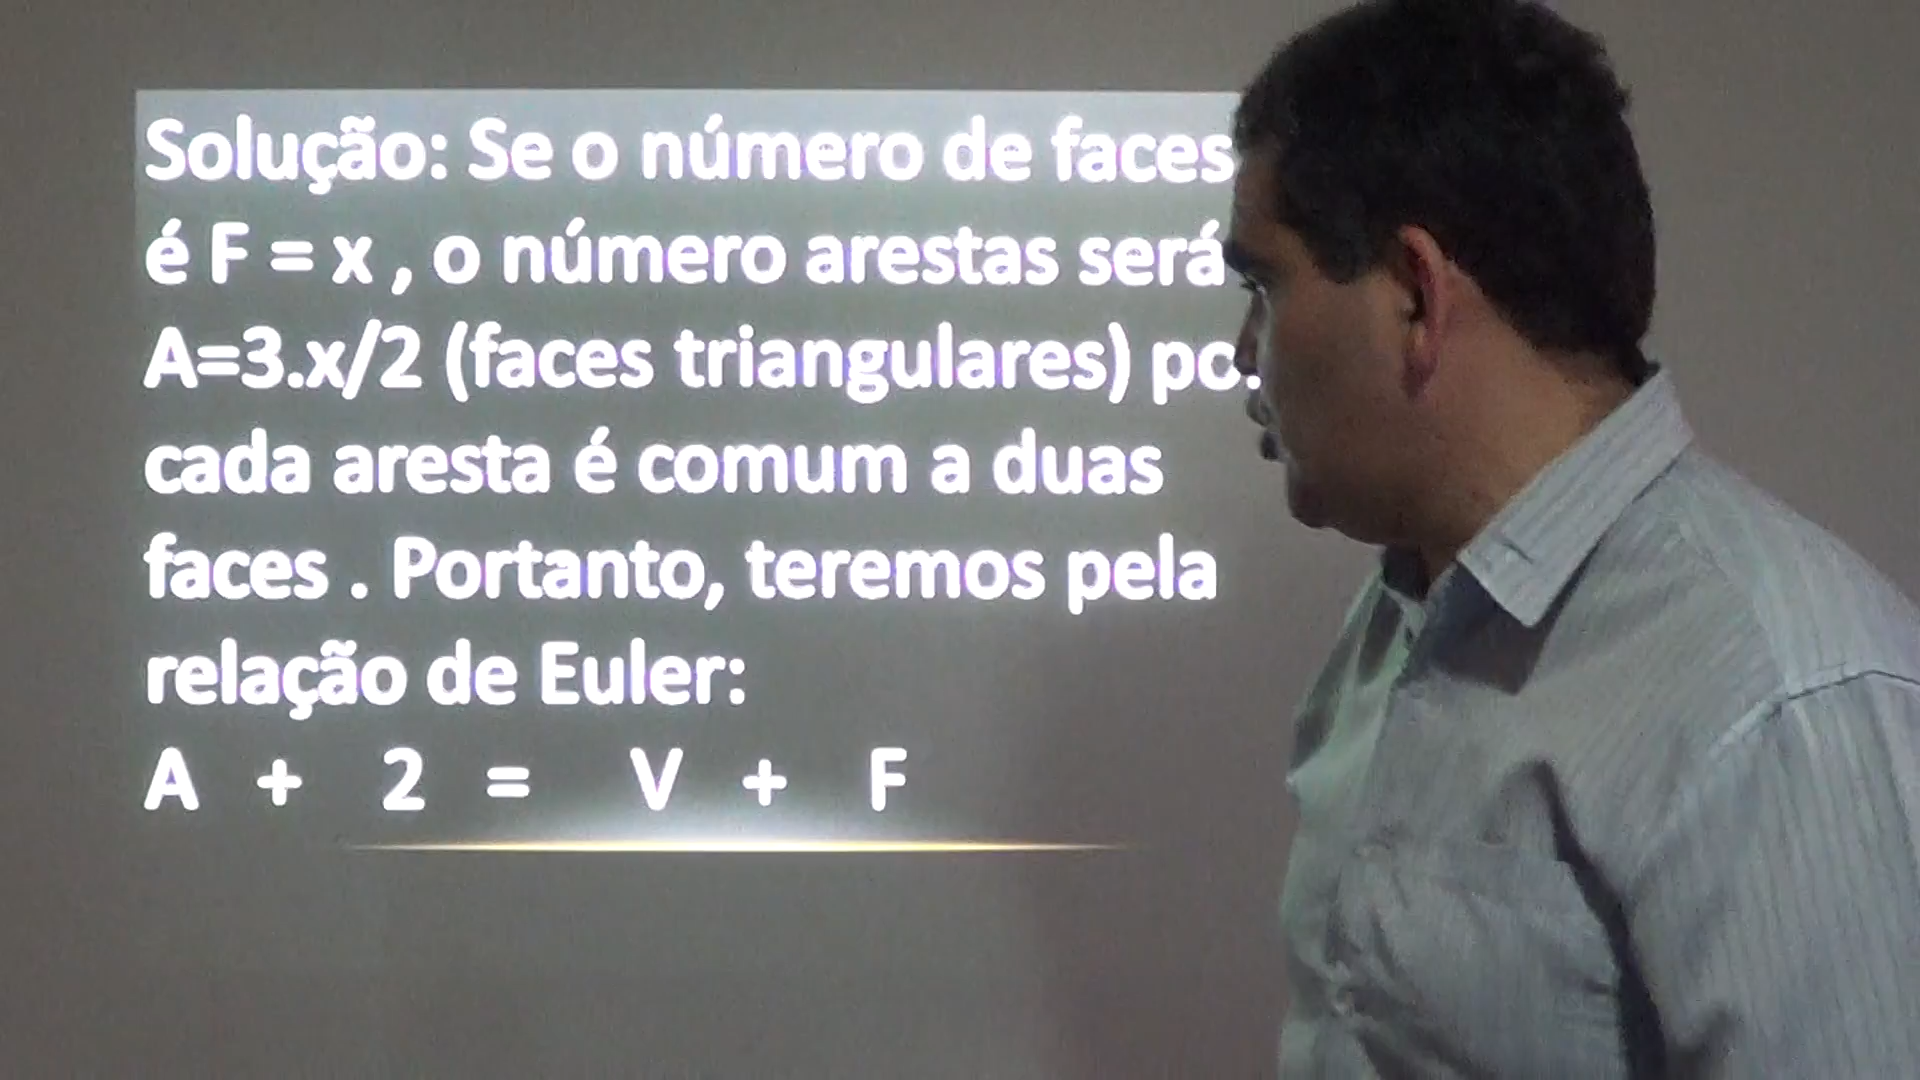 Solução: Se o número de faces
é F = x , o número arestas será
A=3.x/2 (faces triangulares)
cada aresta é comum a duas
faces . Portanto, teremos pela
relação de Euler:
A + 2 = V + F